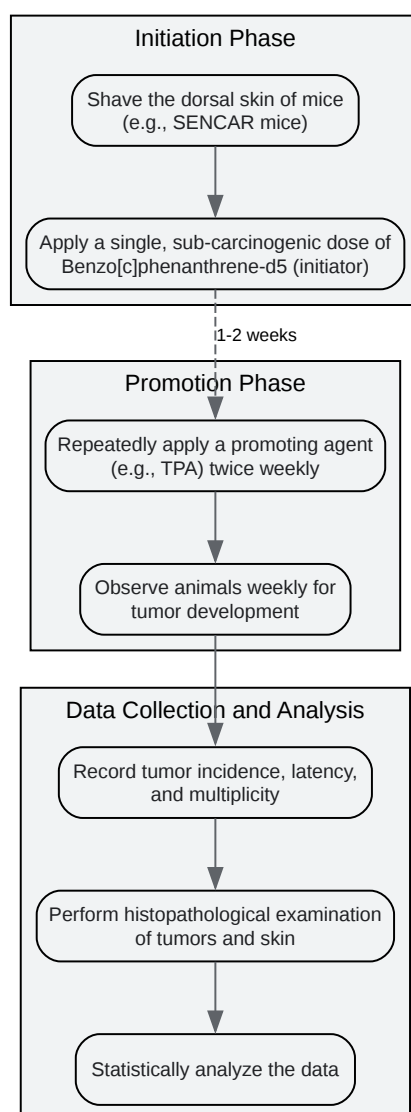 Initiation Phase
Shave the dorsal skin of mice
(e.g., SENCAR mice)
Apply a single, sub-carcinogenic dose of
Benzo[c]phenanthrene-d5 (initiator)
1-2 weeks
Promotion Phase
Repeatedly apply a promoting agent
(e.g., TPA) twice weekly
Observe animals weekly for
tumor development
Data Collection and Analysis
Record tumor incidence, latency,
and multiplicity
Perform histopathological examination
of tumors and skin
Statistically analyze the data